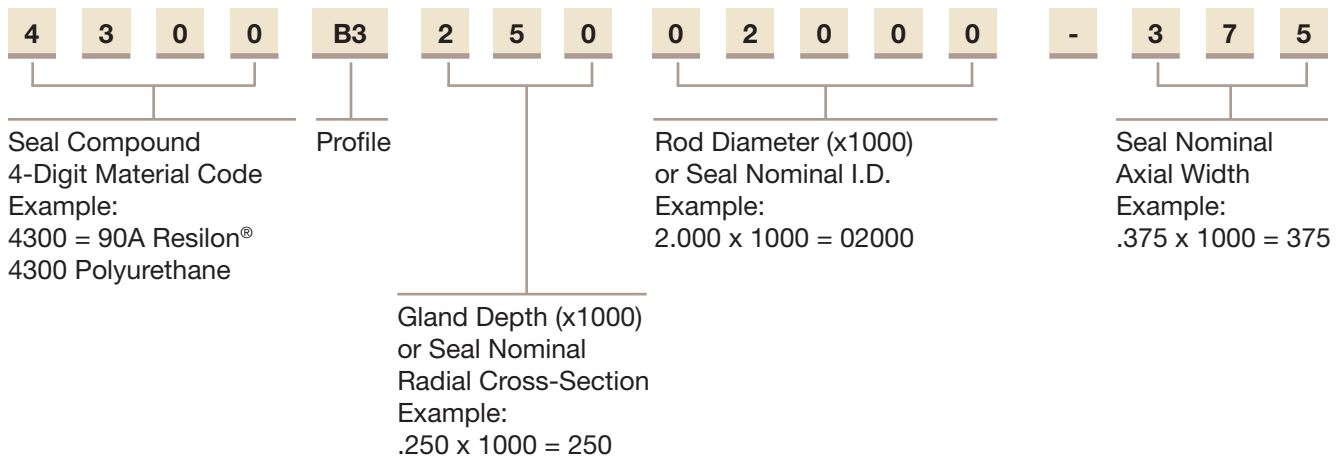 4 3 0 0 B3 2 5 0 0 2 0 0 0 - 3 7 5
Seal Compound
4-Digit Material Code
Example:
4300 = 90A Resilon®
4300 Polyurethane
Profile
Gland Depth (x1000)
or Seal Nominal
Radial Cross-Section
Example:
.250 x 1000 = 250
Rod Diameter (x1000)
or Seal Nominal I.D.
Example:
2.000 x 1000 = 02000
Seal Nominal
Axial Width
Example:
.375 x 1000 = 375